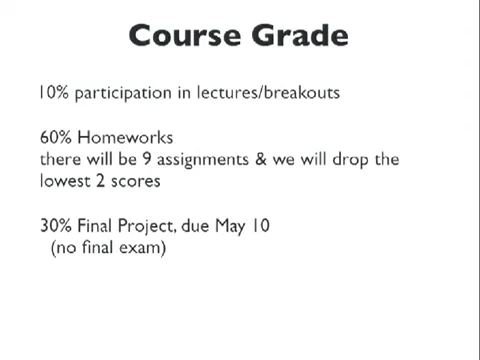 Course Grade
10% participation in lectures/breakouts
60% Homeworks
there will be 9 assignments & we will drop the
lowest 2 scores
30% Final Project, due May 10
(no final exam)